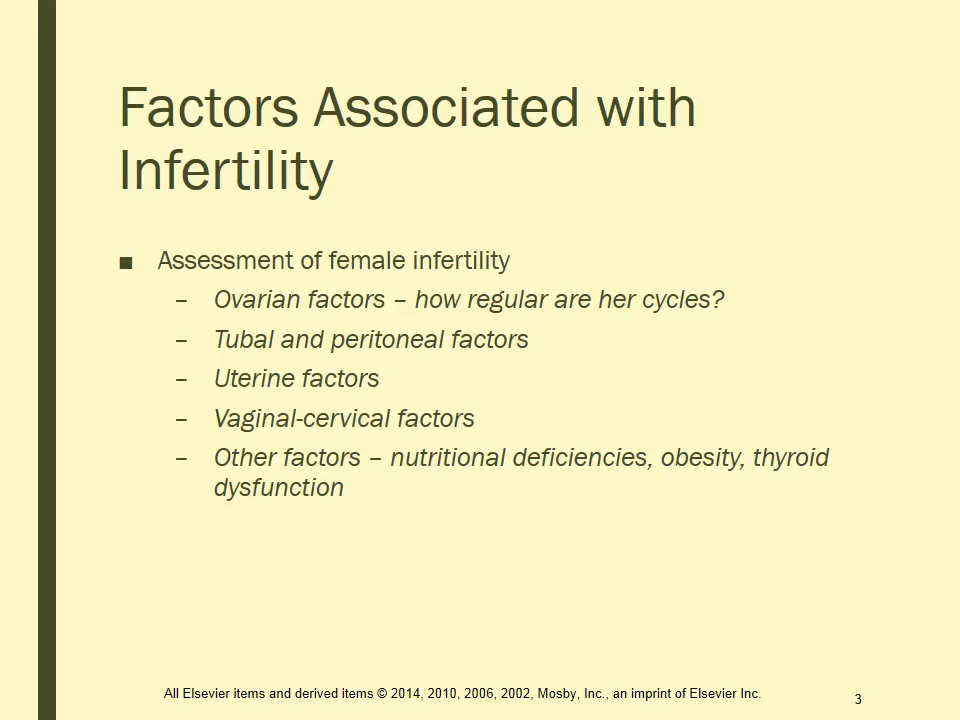 Factors Associated with
Infertility
■ Assessment of female infertility
– Ovarian factors – how regular are her cycles?
– Tubal and peritoneal factors
– Uterine factors
– Vaginal-cervical factors
– Other factors – nutritional deficiencies, obesity, thyroid
dysfunction
All Elsevier items and derived items © 2014, 2010, 2006, 2002, Mosby, Inc., an imprint of Elsevier Inc.
3